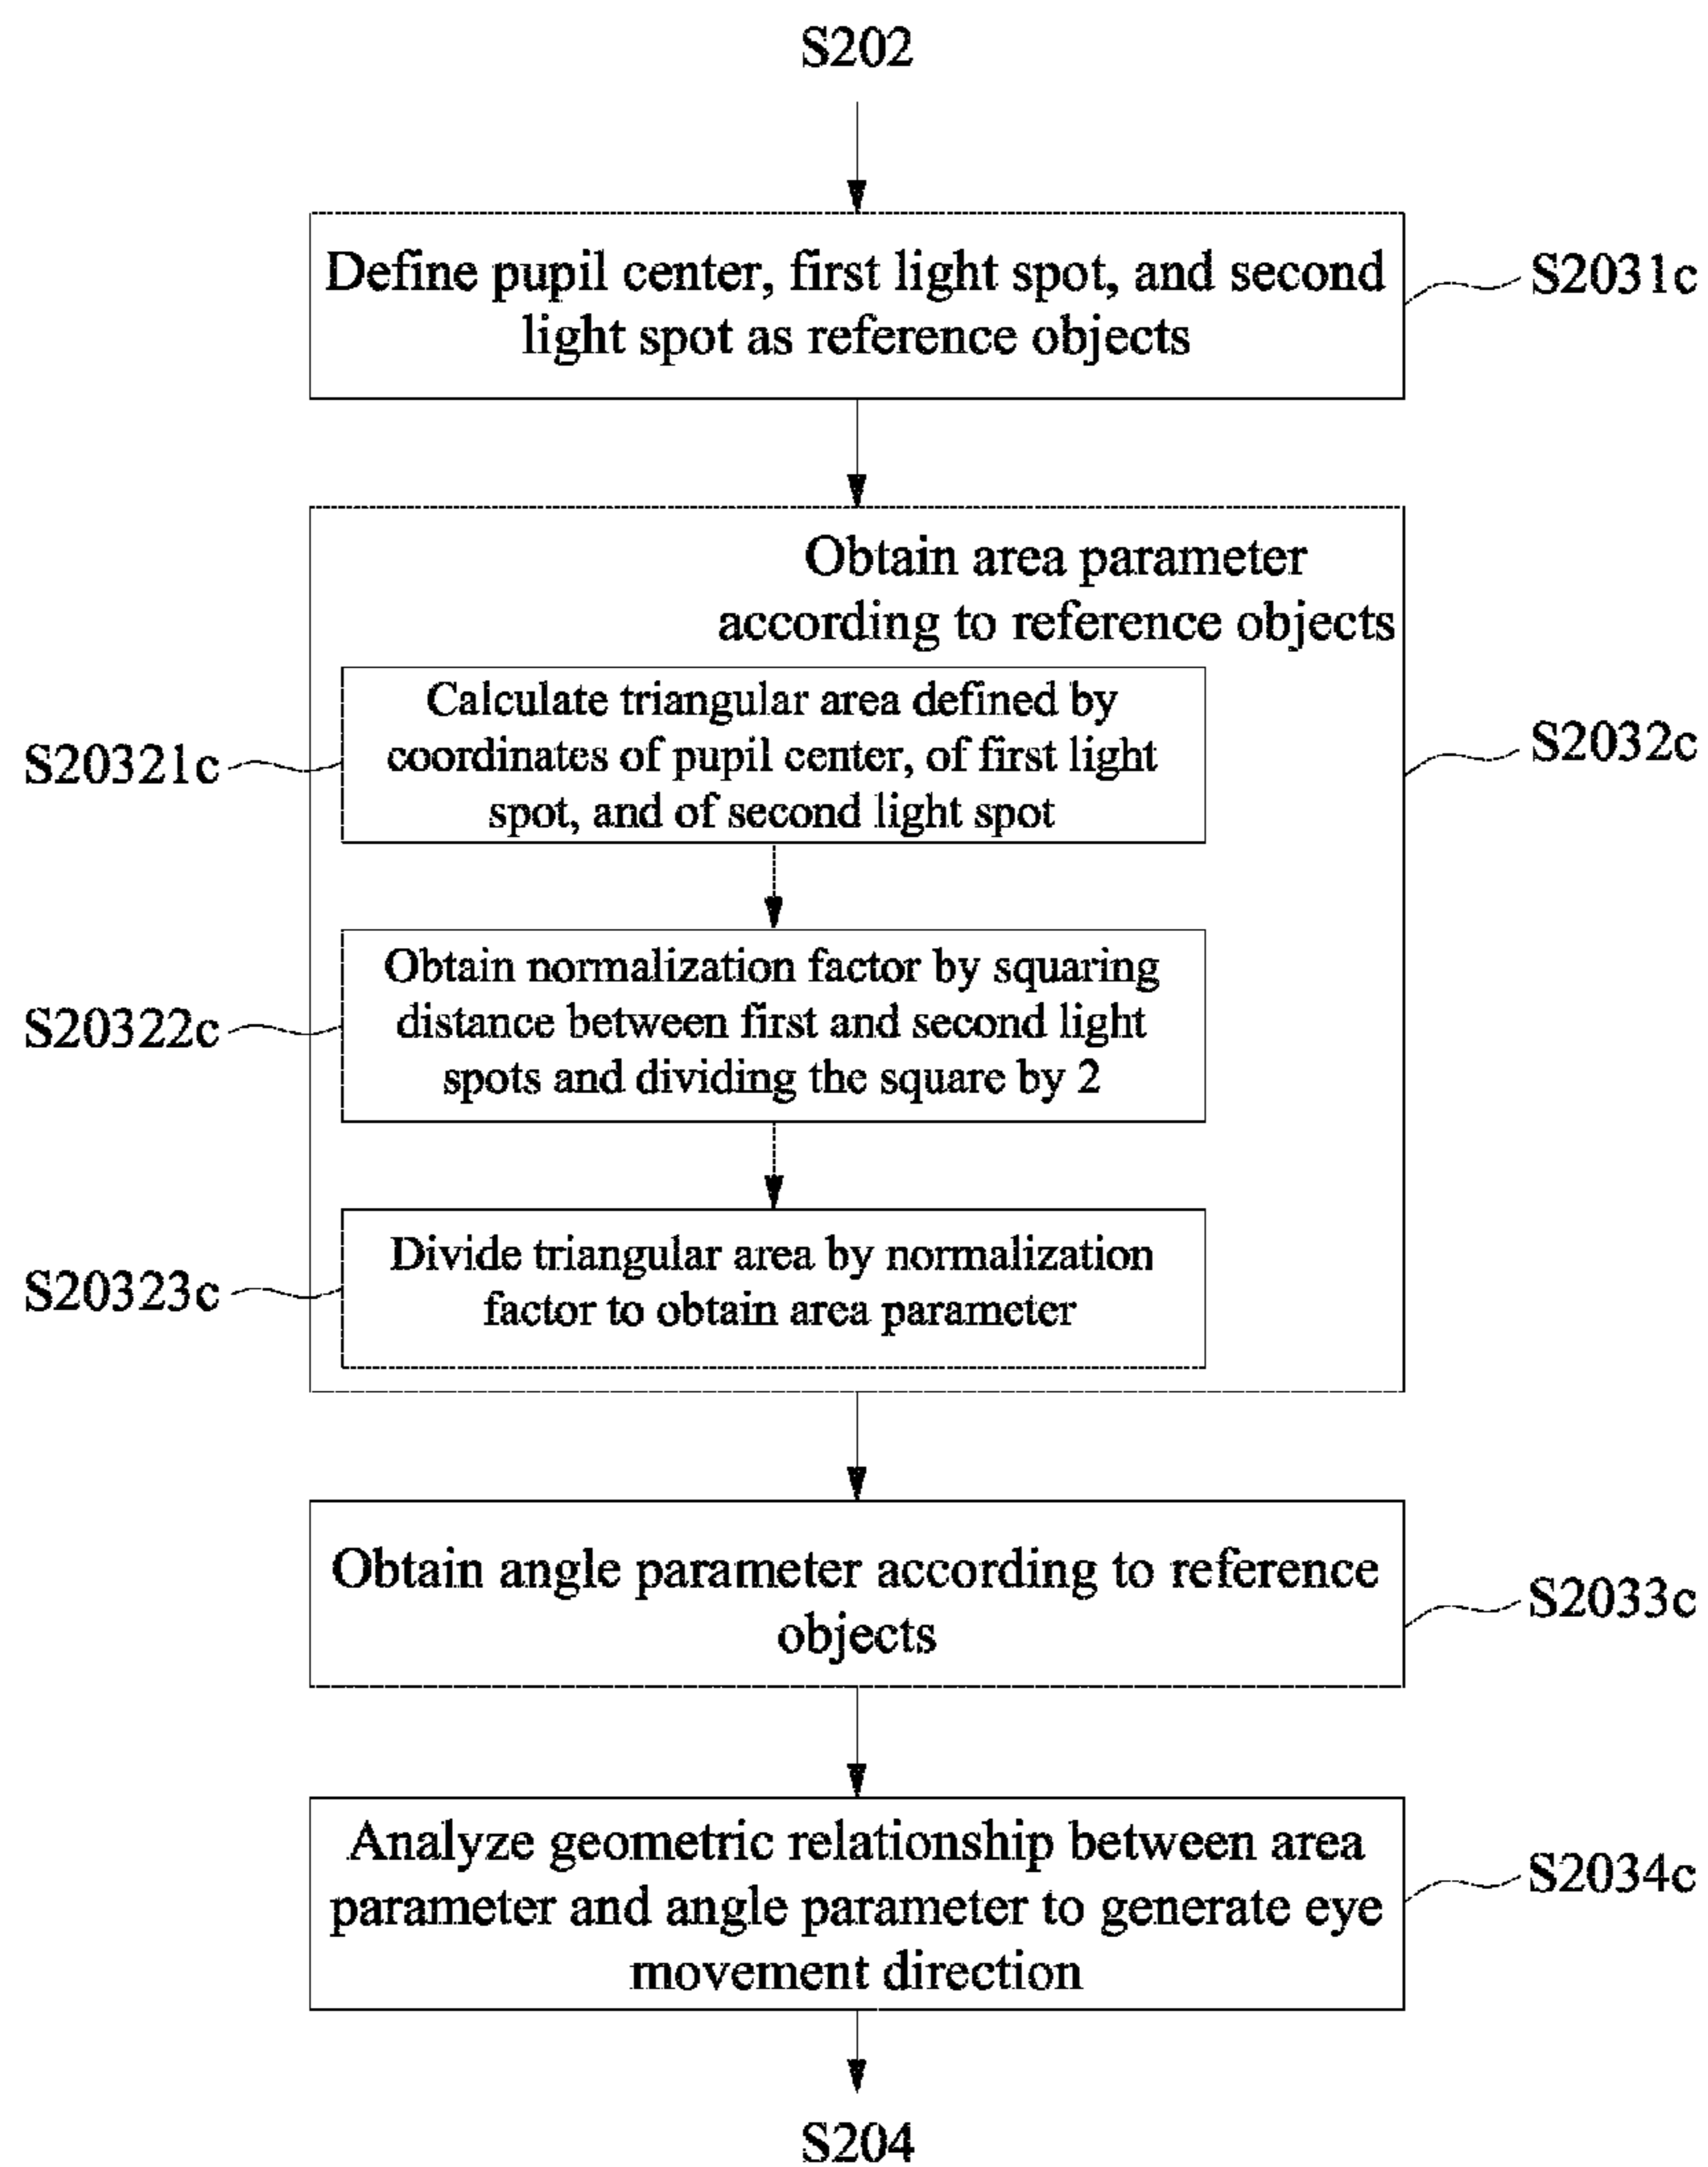 S202
Define pupil center, first light spot, and second
light spot as reference objects
S2031c
Obtain area parameter
according to reference objects
S2032c
Calculate triangular area defined by
coordinates of pupil center, of first light
spot, and of second light spot
S20321c
Obtain normalization factor by squaring
distance between first and second light
spots and dividing the square by 2
S20322c
Divide triangular area by normalization
factor to obtain area parameter
S20323c
Obtain angle parameter according to reference
objects
S2033c
Analyze geometric relationship between area
parameter and angle parameter to generate eye
movement direction
S2034c
S204